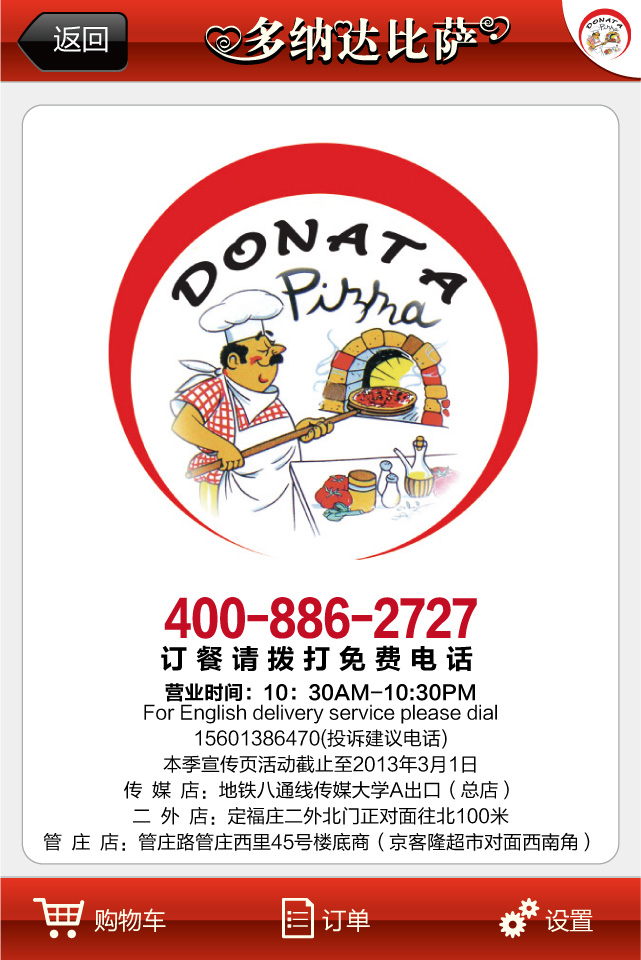 返回
多纳达比萨
DONATA
Pizza
DONATA
Pizza
400-886-2727
订餐请拨打免费电话
营业时间：10：30AM-10:30PM
For English delivery service please dial
15601386470(投诉建议电话)
本季宣传页活动截止至2013年3月1日
传 媒 店：地铁八通线传媒大学A出口（总店）
二 外 店：定福庄二外北门正对面往北100米
管 庄 店：管庄路管庄西里45号楼底商（京客隆超市对面西南角）
购物车
订单
设置